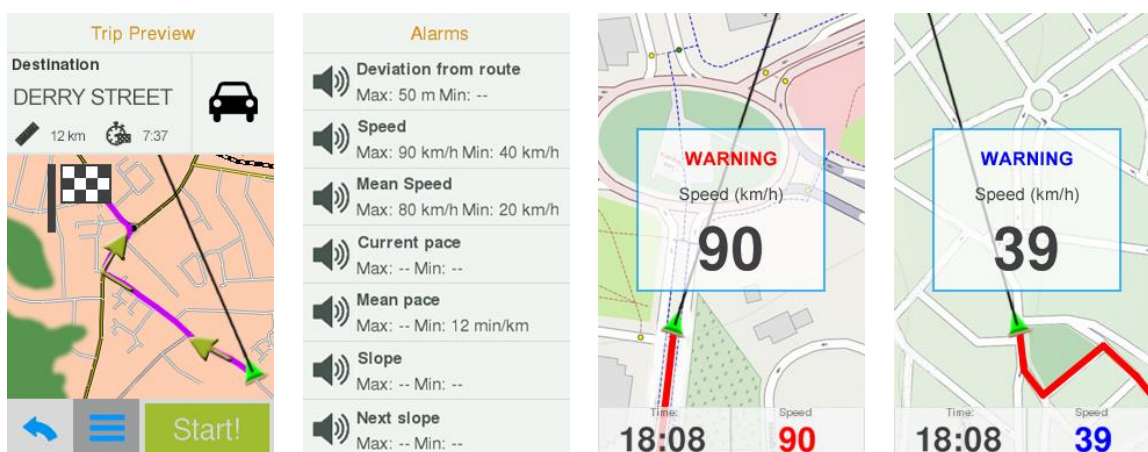 Trip Preview
Destination
DERRY STREET
12 km 7:37
Start!
Alarms
Deviation from route
Max: 50 m Min: --
Speed
Max: 90 km/h Min: 40 km/h
Mean Speed
Max: 80 km/h Min: 20 km/h
Current pace
Max: -- Min: --
Mean pace
Max: -- Min: 12 min/km
Slope
Max: -- Min: --
Next slope
Max: -- Min: --
WARNING
Speed (km/h)
90
Time: Speed
18:08 90
WARNING
Speed (km/h)
39
Time: Speed
18:08 39